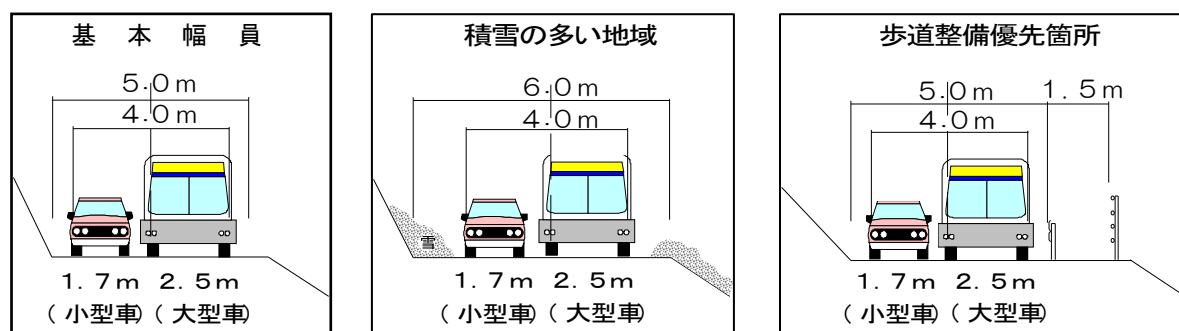 基本幅員
5.0m
4.0m
1.7m 2.5m
(小型車)(大型車)
積雪の多い地域
6.0m
4.0m
雪
1.7m 2.5m
(小型車)(大型車)
歩道整備優先箇所
5.0m 1.5m
4.0m
1.7m 2.5m
(小型車)(大型車)